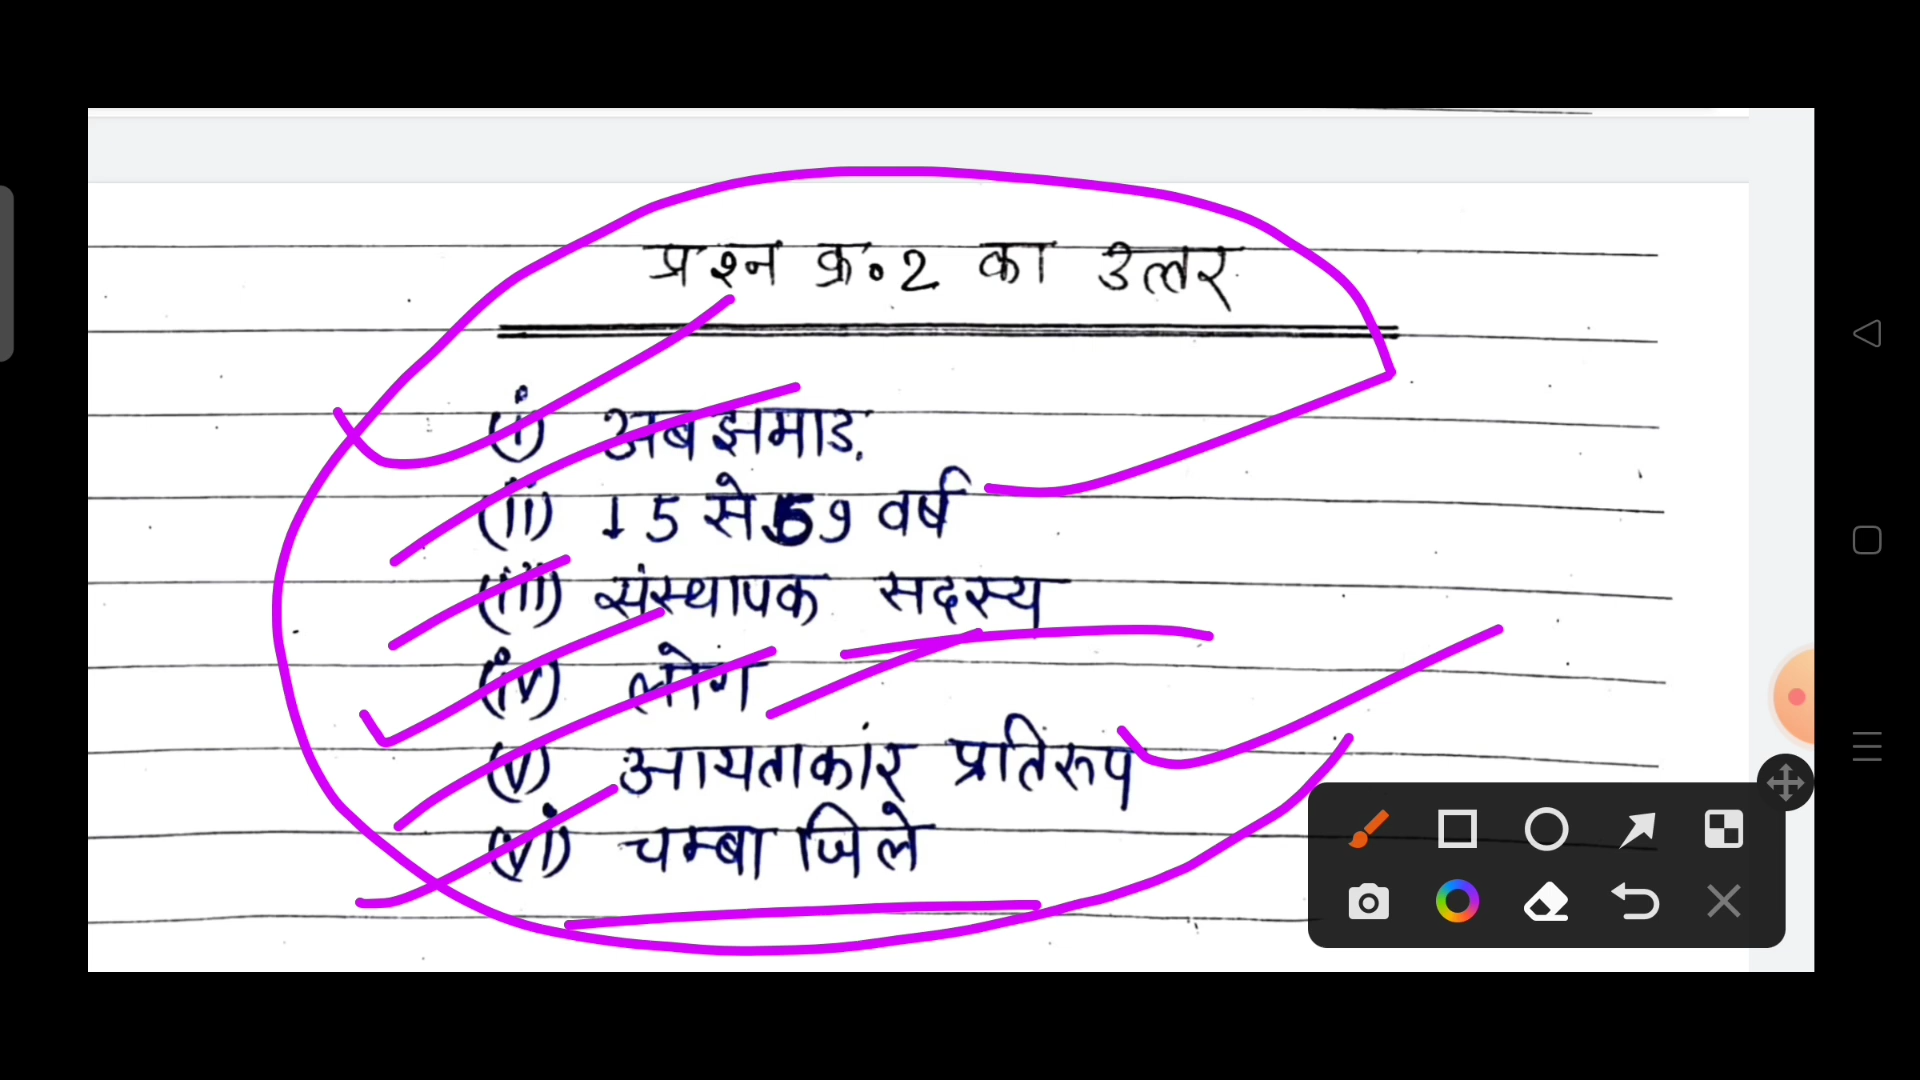 प्रश्न क्र. 2 का उत्तर
(i) अबझमाड.
(ii) 15 से 59 वर्ष
(iii) संस्थापक सदस्य
(iv) लोग
(v) आयताकार प्रतिरूप
(vi) चम्बा जिले